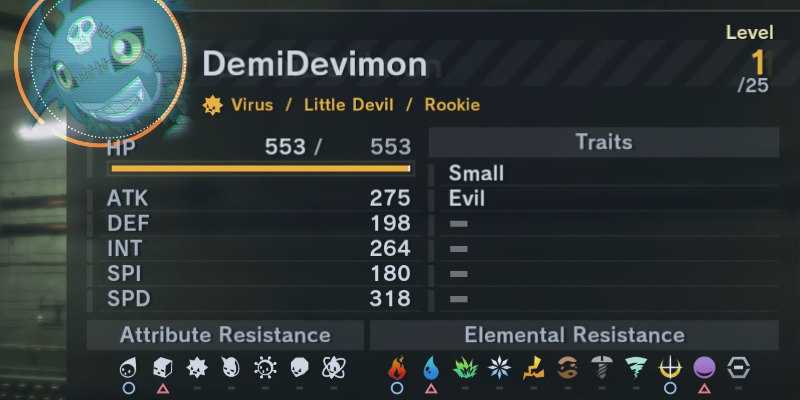 DemiDevimon
Level
1
/25
Virus / Little Devil / Rookie
HP 553 / 553
ATK 275
DEF 198
INT 264
SPI 180
SPD 318
Traits
Small
Evil
Attribute Resistance
Elemental Resistance